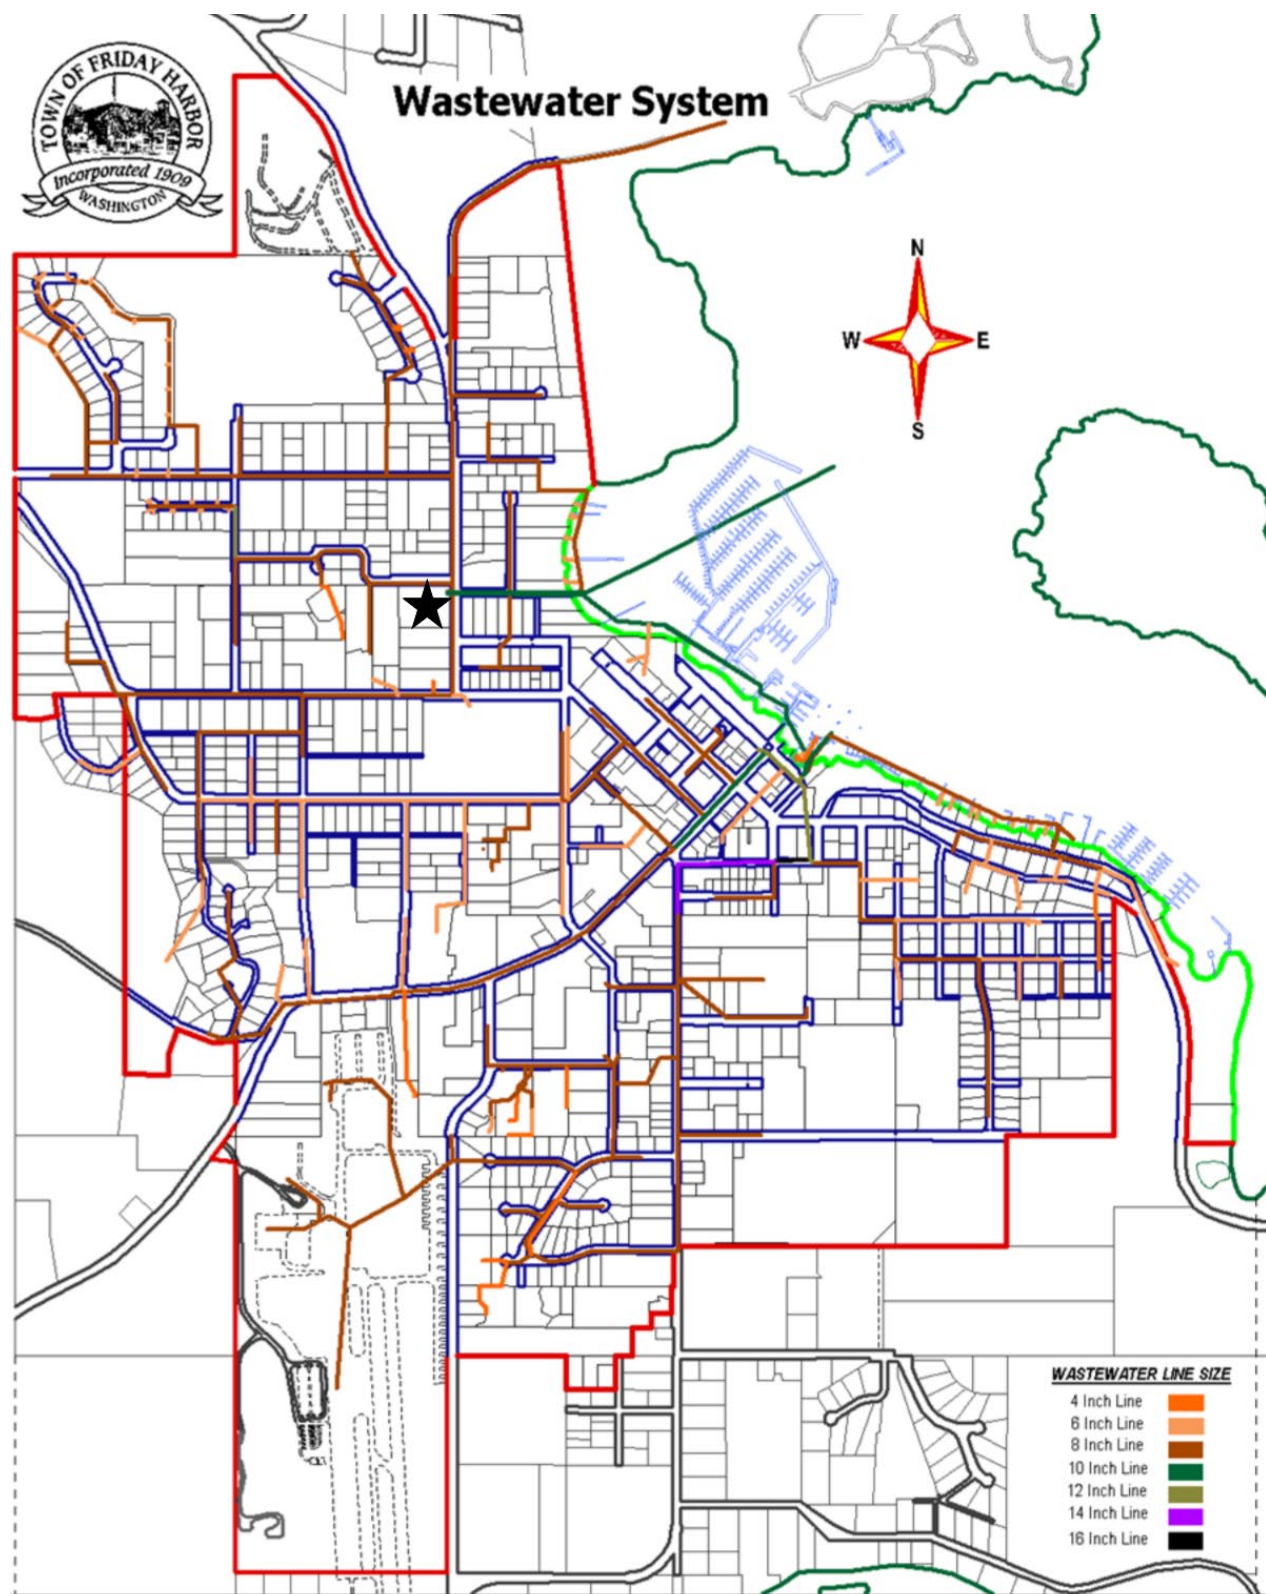 TOWN OF FRIDAY HARBOR
Incorporated 1909
WASHINGTON
Wastewater System
N
W
E
S
WASTEWATER LINE SIZE
4 Inch Line
6 Inch Line
8 Inch Line
10 Inch Line
12 Inch Line
14 Inch Line
16 Inch Line